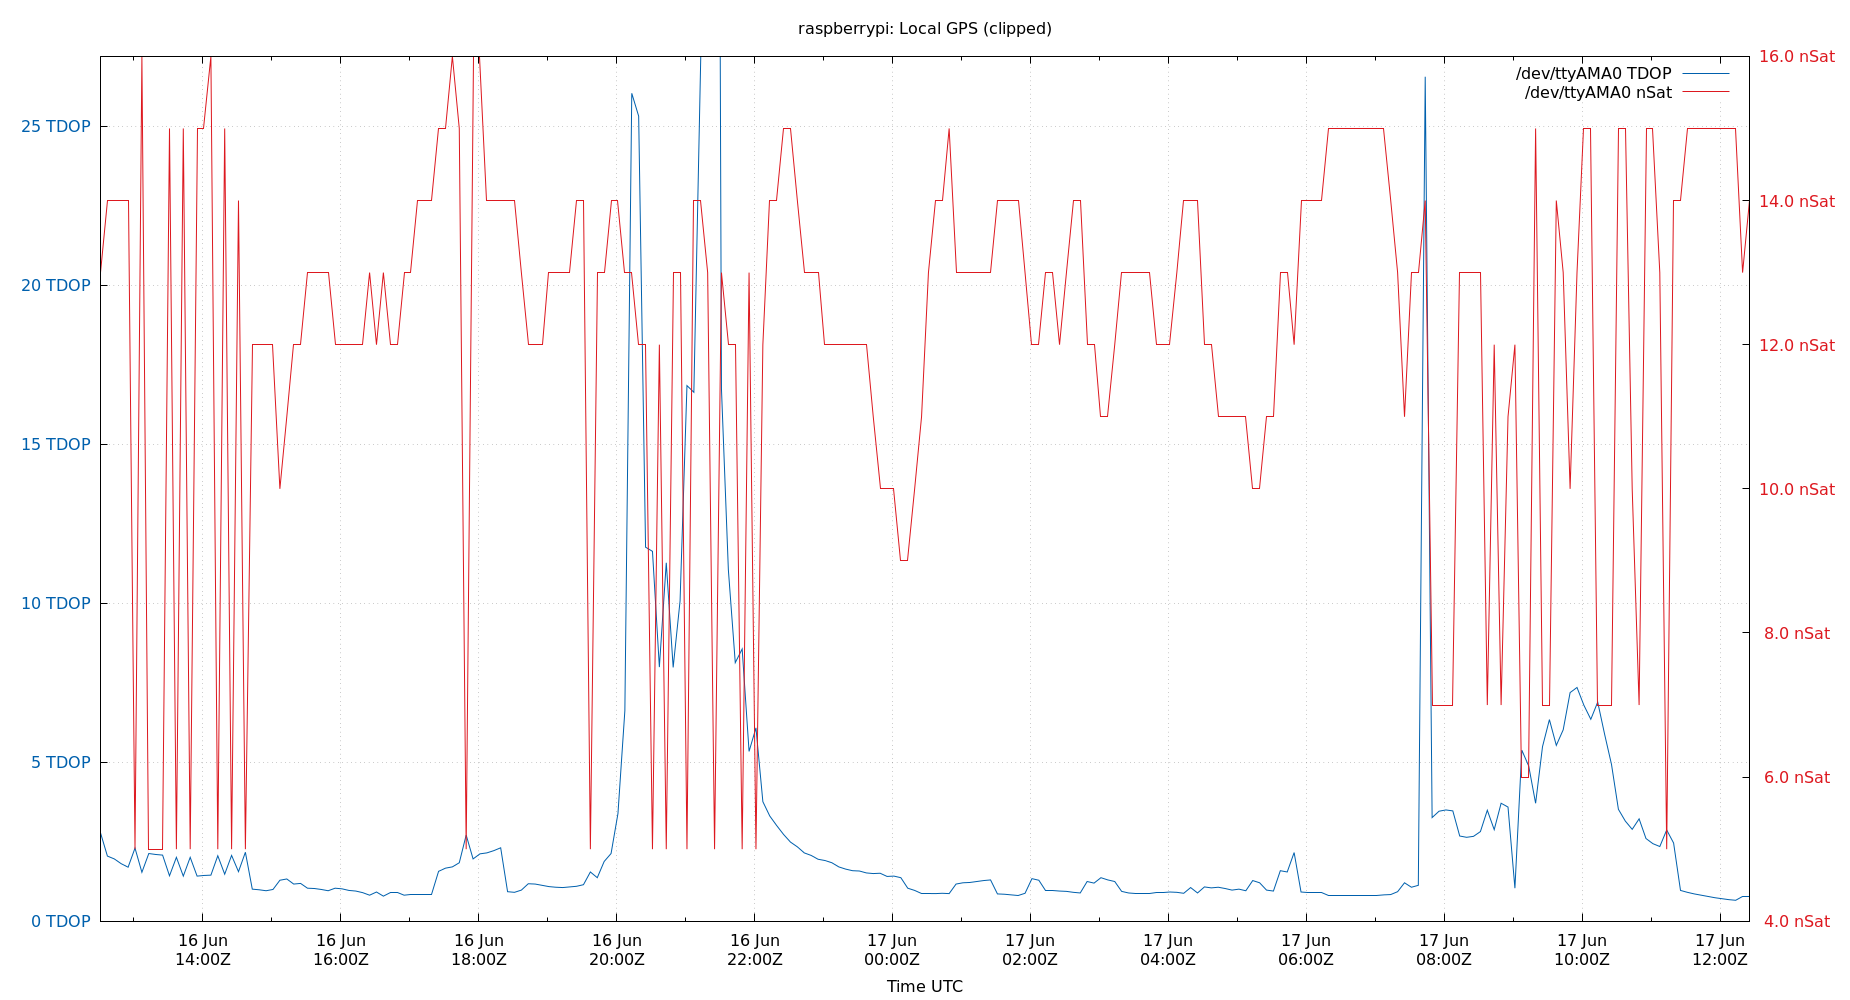 raspberrypi: Local GPS (clipped)
/dev/ttyAMA0 TDOP
/dev/ttyAMA0 nSat
25 TDOP
20 TDOP
15 TDOP
10 TDOP
5 TDOP
0 TDOP
16.0 nSat
14.0 nSat
12.0 nSat
10.0 nSat
8.0 nSat
6.0 nSat
4.0 nSat
16 Jun
14:00Z
16 Jun
16:00Z
16 Jun
18:00Z
16 Jun
20:00Z
16 Jun
22:00Z
17 Jun
00:00Z
17 Jun
02:00Z
17 Jun
04:00Z
17 Jun
06:00Z
17 Jun
08:00Z
17 Jun
10:00Z
17 Jun
12:00Z
Time UTC